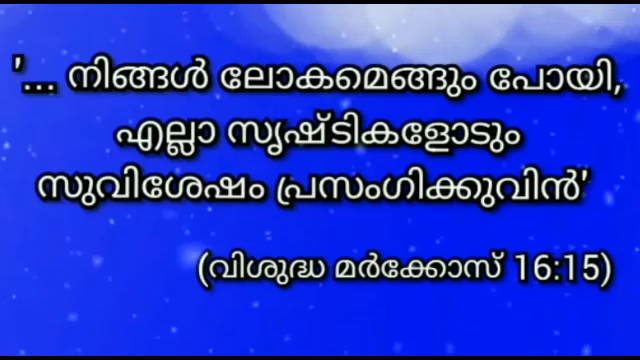 '... നിങ്ങൾ ലോകമെങ്ങും പോയി,
എല്ലാ സൃഷ്ടികളോടും
സുവിശേഷം പ്രസംഗിക്കുവിൻ'
(വിശുദ്ധ മർക്കോസ് 16:15)